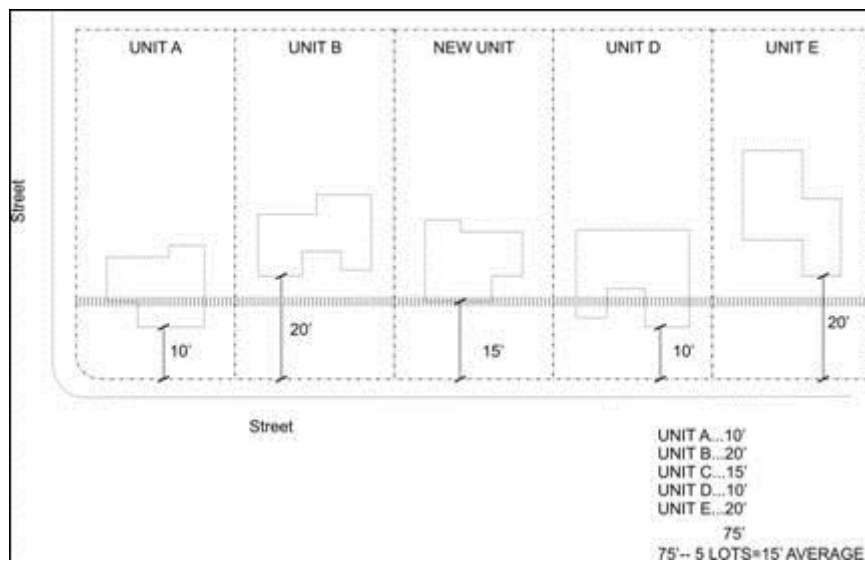 UNIT A
UNIT B
NEW UNIT
UNIT D
UNIT E
Street
10'
20'
15'
10'
20'
Street
UNIT A...10'
UNIT B...20'
UNIT C...15'
UNIT D...10'
UNIT E...20'
75'
75'-- 5 LOTS=15' AVERAGE